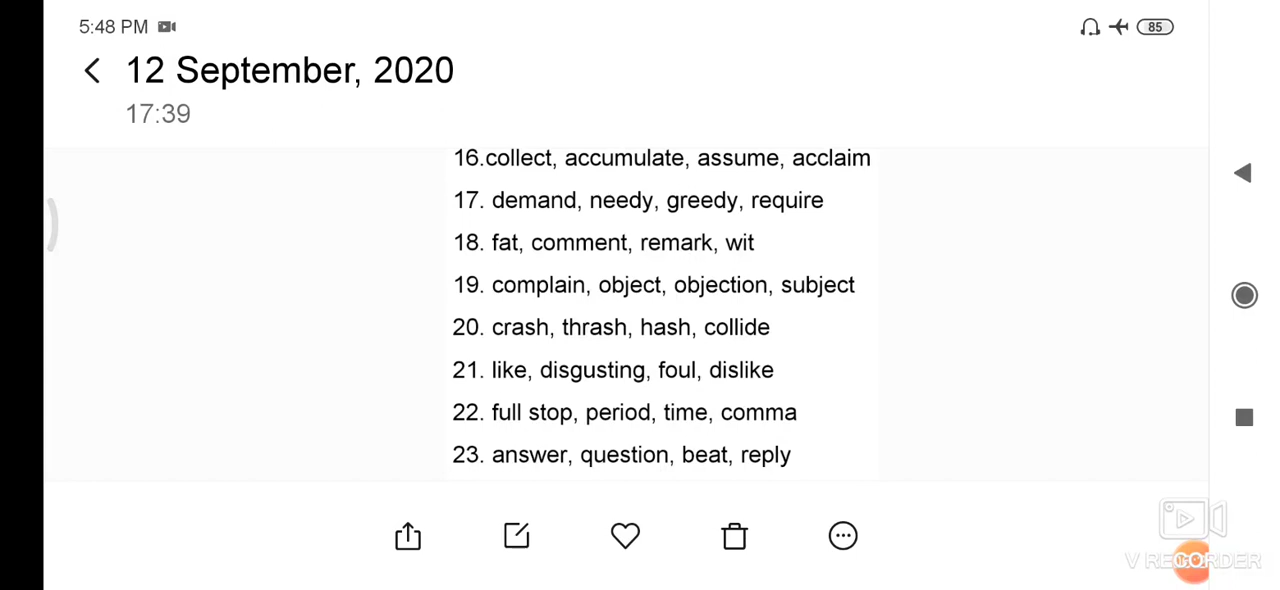 5:48 PM
85
12 September, 2020
17:39
16.collect, accumulate, assume, acclaim
17. demand, needy, greedy, require
18. fat, comment, remark, wit
19. complain, object, objection, subject
20. crash, thrash, hash, collide
21. like, disgusting, foul, dislike
22. full stop, period, time, comma
23. answer, question, beat, reply
V RECORDER